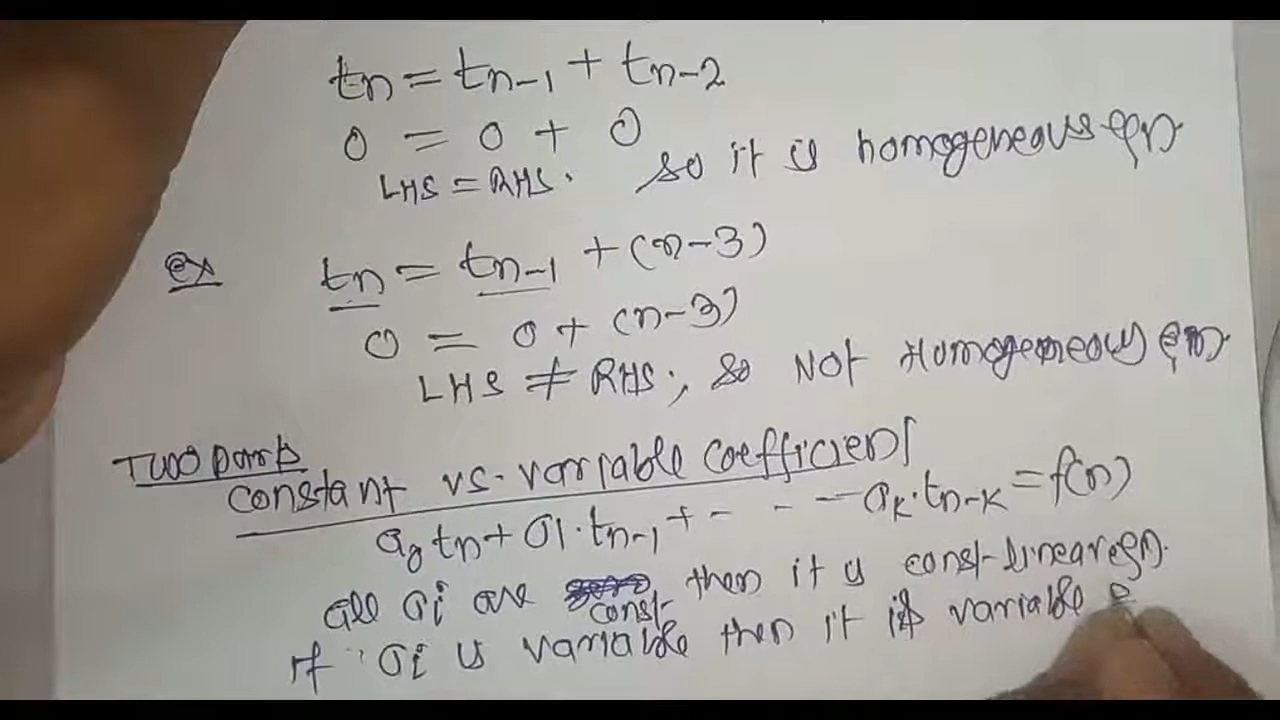 tn = tn-1 + tn-2
0 = 0 + 0
LHS = RHS. so it is homogeneous eqn.
ex tn = tn-1 + (n-3)
0 = 0 + (n-3)
LHS ≠ RHS., so NOT Homogeneous eqn.
Two parts
constant vs. variable coefficient
a0 tn + a1. tn-1 + - - - - ak. tn-k = f(n)
all ai are const- then it is const-linear eqn.
if ai is variable then it is variable